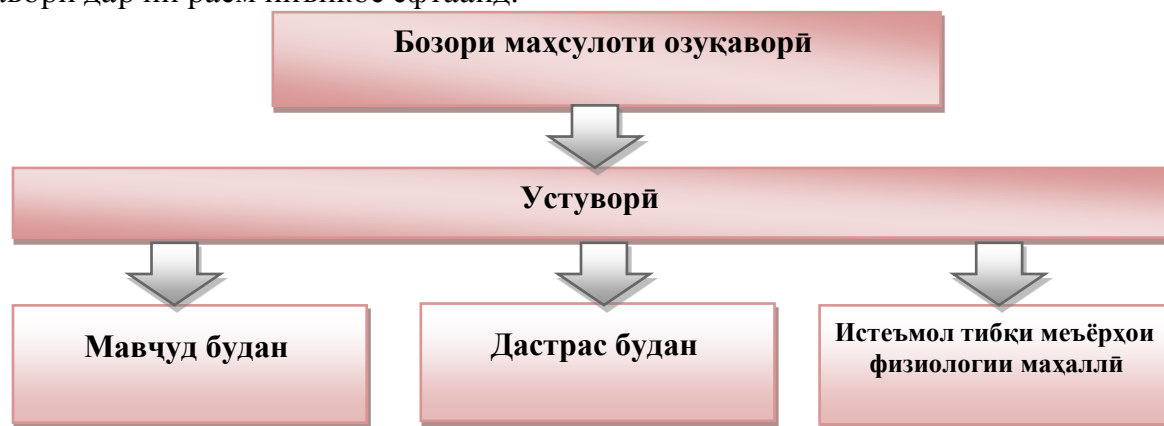 Бозори маҳсулоти озуқаворӣ
Устуворӣ
Мавҷуд будан
Дастрас будан
Истеъмол тибқи меъёрҳои
физиологии маҳаллӣ